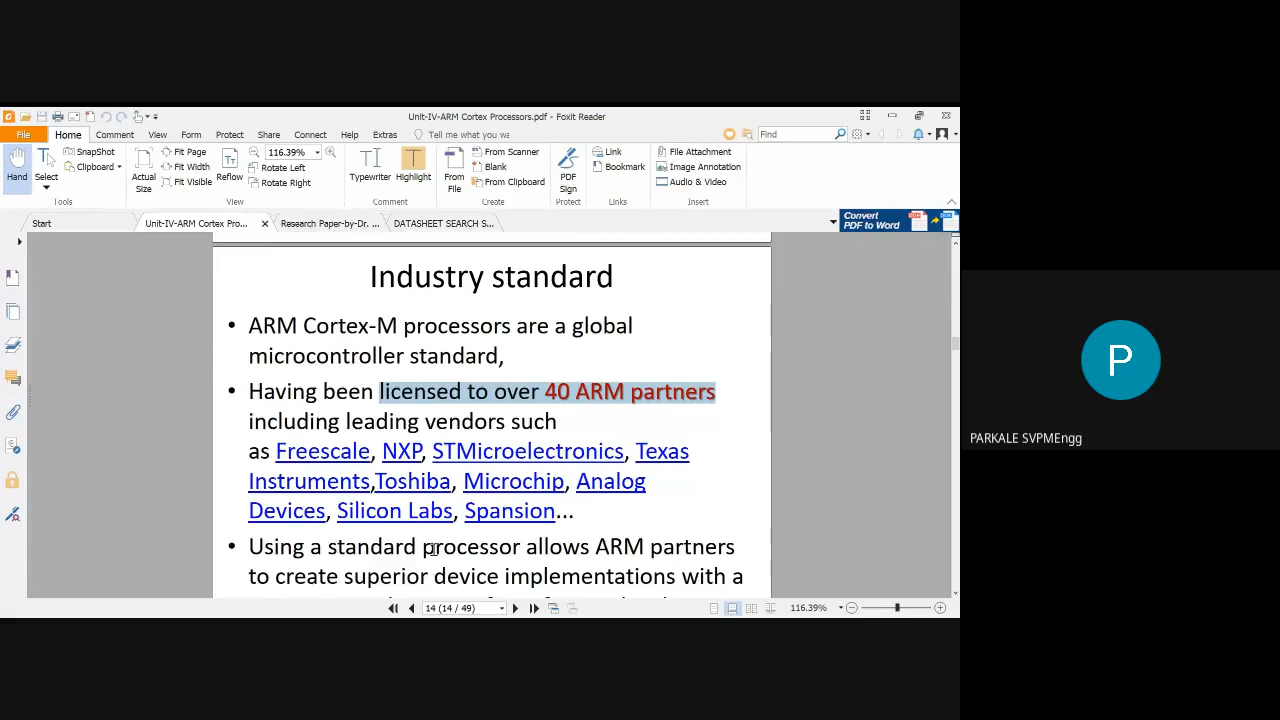 Unit-IV-ARM Cortex Processors.pdf - Foxit Reader
File Home Comment View Form Protect Share Connect Help Extras Tell me what you wa Find
Hand Select SnapShot Clipboard Actual Size Fit Page Fit Width Fit Visible Reflow 116.39% Rotate Left Rotate Right Typewriter Highlight From File From Scanner Blank From Clipboard PDF Sign Link Bookmark File Attachment Image Annotation Audio & Video
Tools View Comment Create Protect Links Insert
Start Unit-IV-ARM Cortex Pro... Research Paper-by-Dr. ... DATASHEET SEARCH S... Convert PDF to Word
Industry standard
• ARM Cortex-M processors are a global
microcontroller standard,
• Having been licensed to over 40 ARM partners
including leading vendors such
as Freescale, NXP, STMicroelectronics, Texas
Instruments,Toshiba, Microchip, Analog
Devices, Silicon Labs, Spansion...
• Using a standard processor allows ARM partners
to create superior device implementations with a
14 (14 / 49) 116.39%
P
PARKALE SVPMEngg